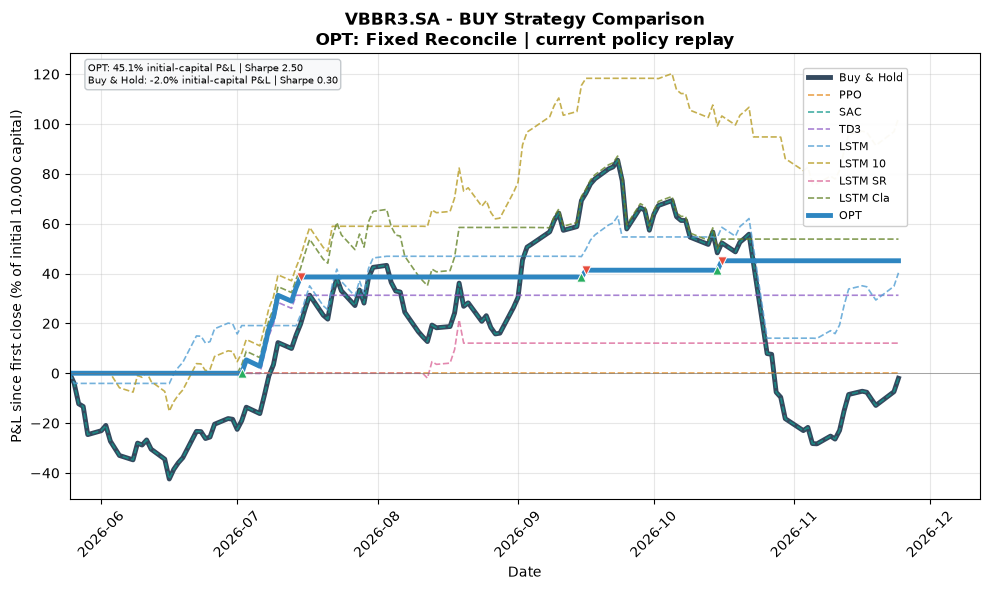 VBBR3.SA - BUY Strategy Comparison
OPT: Fixed Reconcile | current policy replay
OPT: 45.1% initial-capital P&L | Sharpe 2.50
Buy & Hold: -2.0% initial-capital P&L | Sharpe 0.30
Buy & Hold
PPO
SAC
TD3
LSTM
LSTM 10
LSTM SR
LSTM Cla
OPT
P&L since first close (% of initial 10,000 capital)
120
100
80
60
40
20
0
−20
−40
2026-06
2026-07
2026-08
2026-09
2026-10
2026-11
2026-12
Date